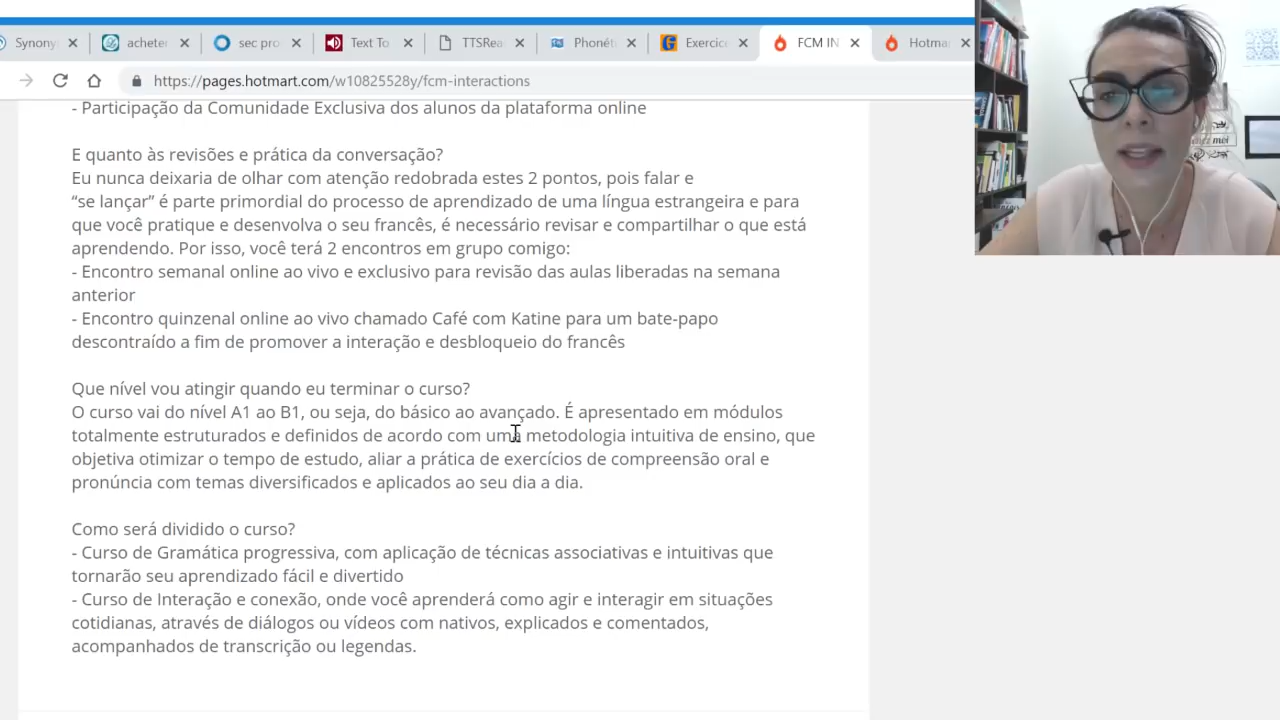 Synony
acheter
sec pro
Text To
TTSRea
Phonét
Exercice
FCM IN
Hotma
https://pages.hotmart.com/w10825528y/fcm-interactions
- Participação da Comunidade Exclusiva dos alunos da plataforma online
E quanto às revisões e prática da conversação?
Eu nunca deixaria de olhar com atenção redobrada estes 2 pontos, pois falar e
“se lançar” é parte primordial do processo de aprendizado de uma língua estrangeira e para
que você pratique e desenvolva o seu francês, é necessário revisar e compartilhar o que está
aprendendo. Por isso, você terá 2 encontros em grupo comigo:
- Encontro semanal online ao vivo e exclusivo para revisão das aulas liberadas na semana
anterior
- Encontro quinzenal online ao vivo chamado Café com Katine para um bate-papo
descontraído a fim de promover a interação e desbloqueio do francês
Que nível vou atingir quando eu terminar o curso?
O curso vai do nível A1 ao B1, ou seja, do básico ao avançado. É apresentado em módulos
totalmente estruturados e definidos de acordo com uma metodologia intuitiva de ensino, que
objetiva otimizar o tempo de estudo, aliar a prática de exercícios de compreensão oral e
pronúncia com temas diversificados e aplicados ao seu dia a dia.
Como será dividido o curso?
- Curso de Gramática progressiva, com aplicação de técnicas associativas e intuitivas que
tornarão seu aprendizado fácil e divertido
- Curso de Interação e conexão, onde você aprenderá como agir e interagir em situações
cotidianas, através de diálogos ou vídeos com nativos, explicados e comentados,
acompanhados de transcrição ou legendas.
moi